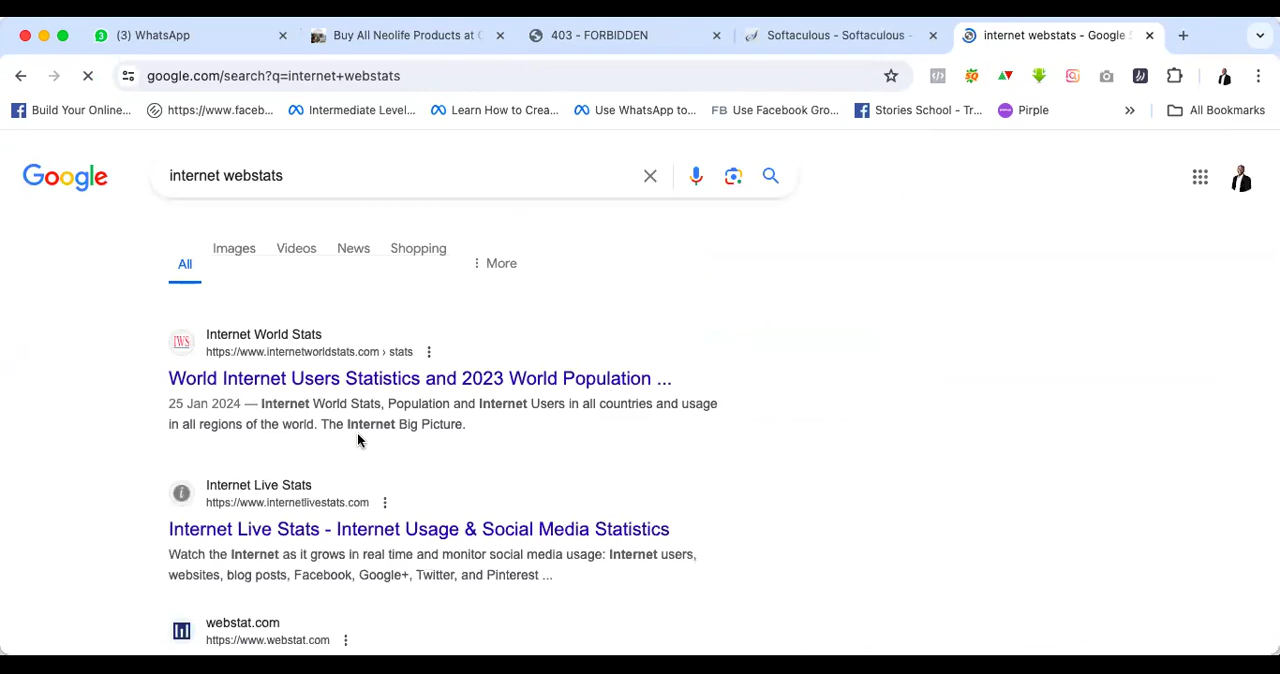 (3) WhatsApp
Buy All Neolife Products at
403 - FORBIDDEN
Softaculous - Softaculous -
internet webstats - Google
google.com/search?q=internet+webstats
Build Your Online...
https://www.faceb...
Intermediate Level...
Learn How to Crea...
Use WhatsApp to...
FB Use Facebook Gro...
Stories School - Tr...
Pirple
»
All Bookmarks
Google
internet webstats
All
Images
Videos
News
Shopping
More
IWS
Internet World Stats
https://www.internetworldstats.com › stats
World Internet Users Statistics and 2023 World Population ...
25 Jan 2024 — Internet World Stats, Population and Internet Users in all countries and usage
in all regions of the world. The Internet Big Picture.
Internet Live Stats
https://www.internetlivestats.com
Internet Live Stats - Internet Usage & Social Media Statistics
Watch the Internet as it grows in real time and monitor social media usage: Internet users,
websites, blog posts, Facebook, Google+, Twitter, and Pinterest ...
webstat.com
https://www.webstat.com